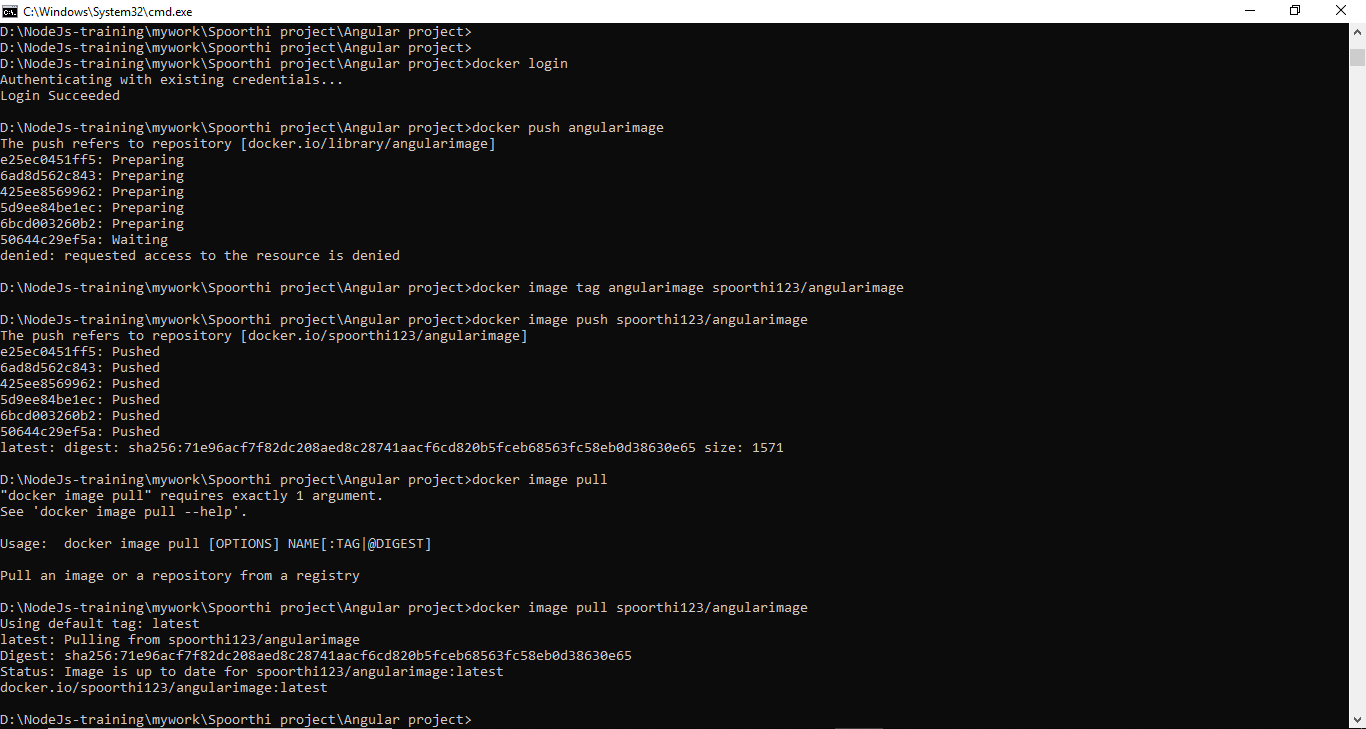 C:\Windows\System32\cmd.exe
D:\NodeJs-training\mywork\Spoorthi project\Angular project>
D:\NodeJs-training\mywork\Spoorthi project\Angular project>
D:\NodeJs-training\mywork\Spoorthi project\Angular project>docker login
Authenticating with existing credentials...
Login Succeeded
D:\NodeJs-training\mywork\Spoorthi project\Angular project>docker push angularimage
The push refers to repository [docker.io/library/angularimage]
e25ec0451ff5: Preparing
6ad8d562c843: Preparing
425ee8569962: Preparing
5d9ee84be1ec: Preparing
6bcd003260b2: Preparing
50644c29ef5a: Waiting
denied: requested access to the resource is denied
D:\NodeJs-training\mywork\Spoorthi project\Angular project>docker image tag angularimage spoorthi123/angularimage
D:\NodeJs-training\mywork\Spoorthi project\Angular project>docker image push spoorthi123/angularimage
The push refers to repository [docker.io/spoorthi123/angularimage]
e25ec0451ff5: Pushed
6ad8d562c843: Pushed
425ee8569962: Pushed
5d9ee84be1ec: Pushed
6bcd003260b2: Pushed
50644c29ef5a: Pushed
latest: digest: sha256:71e96acf7f82dc208aed8c28741aacf6cd820b5fceb68563fc58eb0d38630e65 size: 1571
D:\NodeJs-training\mywork\Spoorthi project\Angular project>docker image pull
"docker image pull" requires exactly 1 argument.
See 'docker image pull --help'.
Usage:  docker image pull [OPTIONS] NAME[:TAG|@DIGEST]
Pull an image or a repository from a registry
D:\NodeJs-training\mywork\Spoorthi project\Angular project>docker image pull spoorthi123/angularimage
Using default tag: latest
latest: Pulling from spoorthi123/angularimage
Digest: sha256:71e96acf7f82dc208aed8c28741aacf6cd820b5fceb68563fc58eb0d38630e65
Status: Image is up to date for spoorthi123/angularimage:latest
docker.io/spoorthi123/angularimage:latest
D:\NodeJs-training\mywork\Spoorthi project\Angular project>